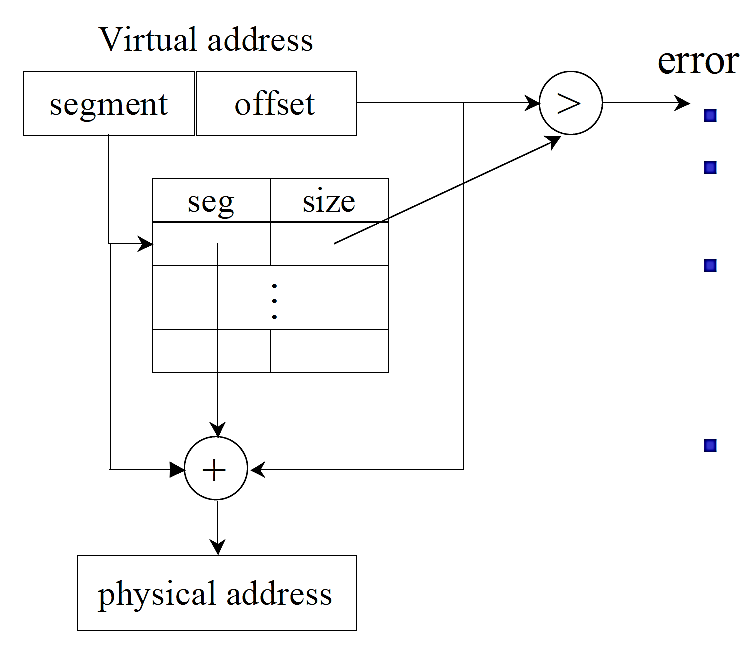 Virtual address
error
segment offset
>
seg size
⋮
+
physical address